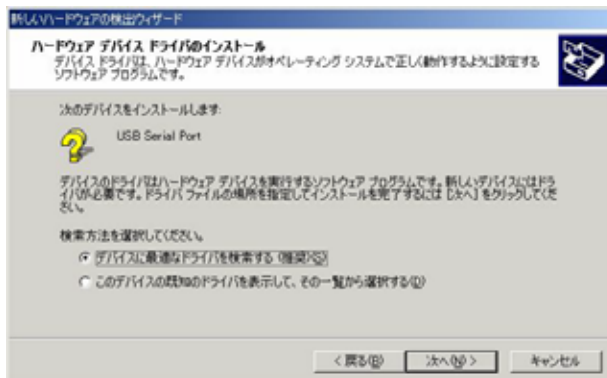 新しいハードウェアの検出ウィザード
ハードウェア デバイス ドライバのインストール
デバイス ドライバは、ハードウェア デバイスがオペレーティング システムで正しく動作するように設定する
ソフトウェア プログラムです。
次のデバイスをインストールします:
USB Serial Port
デバイスのドライバはハードウェア デバイスを実行するソフトウェア プログラムです。新しいデバイスにはドラ
イバが必要です。ドライバ ファイルの場所を指定してインストールを完了するには [次へ] をクリックしてくだ
さい。
検索方法を選択してください。
デバイスに最適なドライバを検索する (推奨)(S)
このデバイスの既知のドライバを表示して、その一覧から選択する(D)
< 戻る(B)
次へ(N) >
キャンセル